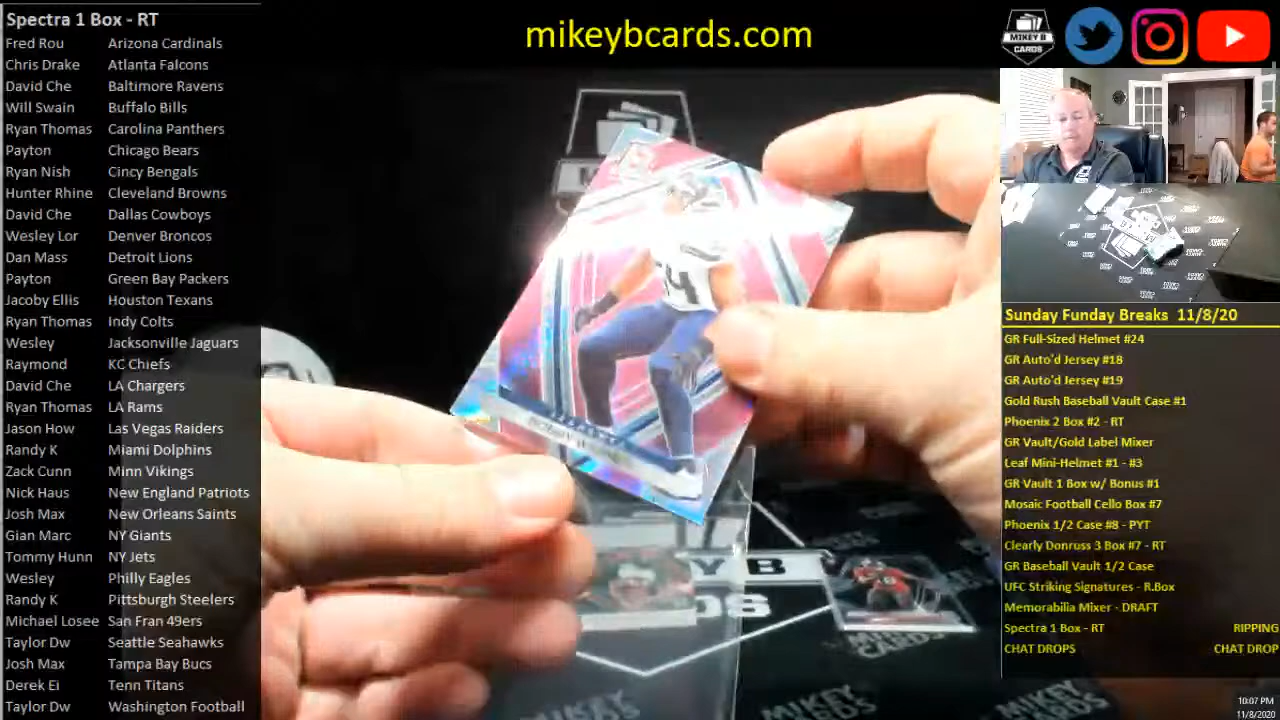 Spectra 1 Box - RT
Fred Rou Arizona Cardinals
Chris Drake Atlanta Falcons
David Che Baltimore Ravens
Will Swain Buffalo Bills
Ryan Thomas Carolina Panthers
Payton Chicago Bears
Ryan Nish Cincy Bengals
Hunter Rhine Cleveland Browns
David Che Dallas Cowboys
Wesley Lor Denver Broncos
Dan Mass Detroit Lions
Payton Green Bay Packers
Jacoby Ellis Houston Texans
Ryan Thomas Indy Colts
Wesley Jacksonville Jaguars
Raymond KC Chiefs
David Che LA Chargers
Ryan Thomas LA Rams
Jason How Las Vegas Raiders
Randy K Miami Dolphins
Zack Cunn Minn Vikings
Nick Haus New England Patriots
Josh Max New Orleans Saints
Gian Marc NY Giants
Tommy Hunn NY Jets
Wesley Philly Eagles
Randy K Pittsburgh Steelers
Michael Losee San Fran 49ers
Taylor Dw Seattle Seahawks
Josh Max Tampa Bay Bucs
Derek Ei Tenn Titans
Taylor Dw Washington Football
mikeybcards.com
MIKEY B
CARDS
Sunday Funday Breaks 11/8/20
GR Full-Sized Helmet #24
GR Auto'd Jersey #18
GR Auto'd Jersey #19
Gold Rush Baseball Vault Case #1
Phoenix 2 Box #2 - RT
GR Vault/Gold Label Mixer
Leaf Mini-Helmet #1 - #3
GR Vault 1 Box w/ Bonus #1
Mosaic Football Cello Box #7
Phoenix 1/2 Case #8 - PYT
Clearly Donruss 3 Box #7 - RT
GR Baseball Vault 1/2 Case
UFC Striking Signatures - R.Box
Memorabilia Mixer - DRAFT
Spectra 1 Box - RT RIPPING
CHAT DROPS CHAT DROP
10:07 PM
11/8/2020